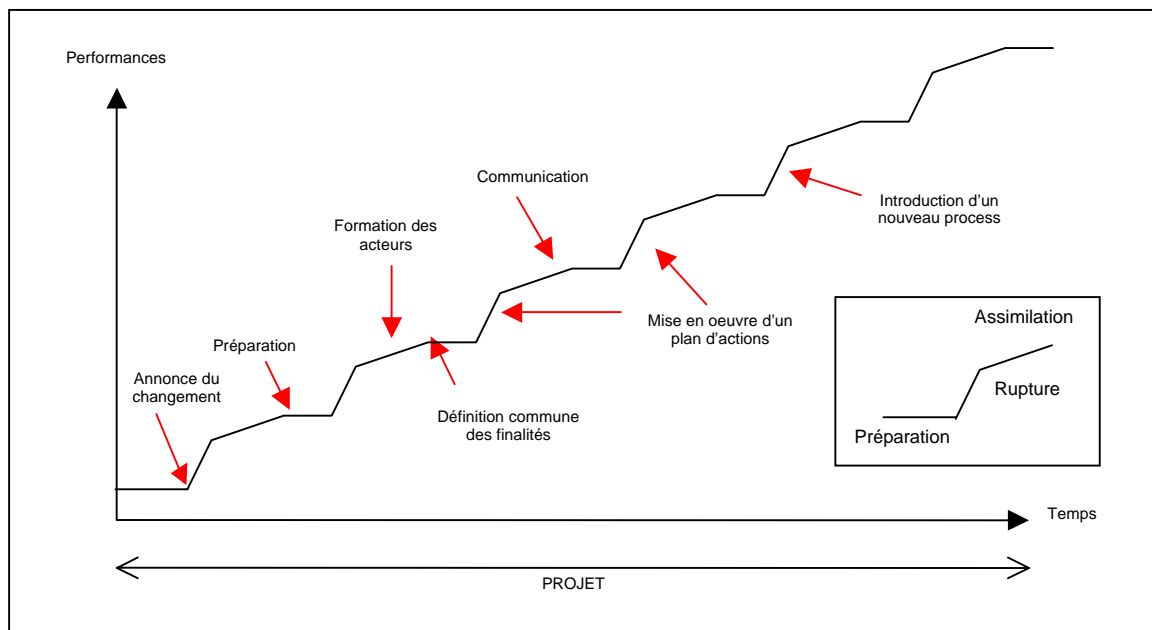 Performances
Communication
Introduction d'un
nouveau process
Formation des
acteurs
Mise en oeuvre d'un
plan d'actions
Préparation
Annonce du
changement
Définition commune
des finalités
Assimilation
Rupture
Préparation
Temps
PROJET